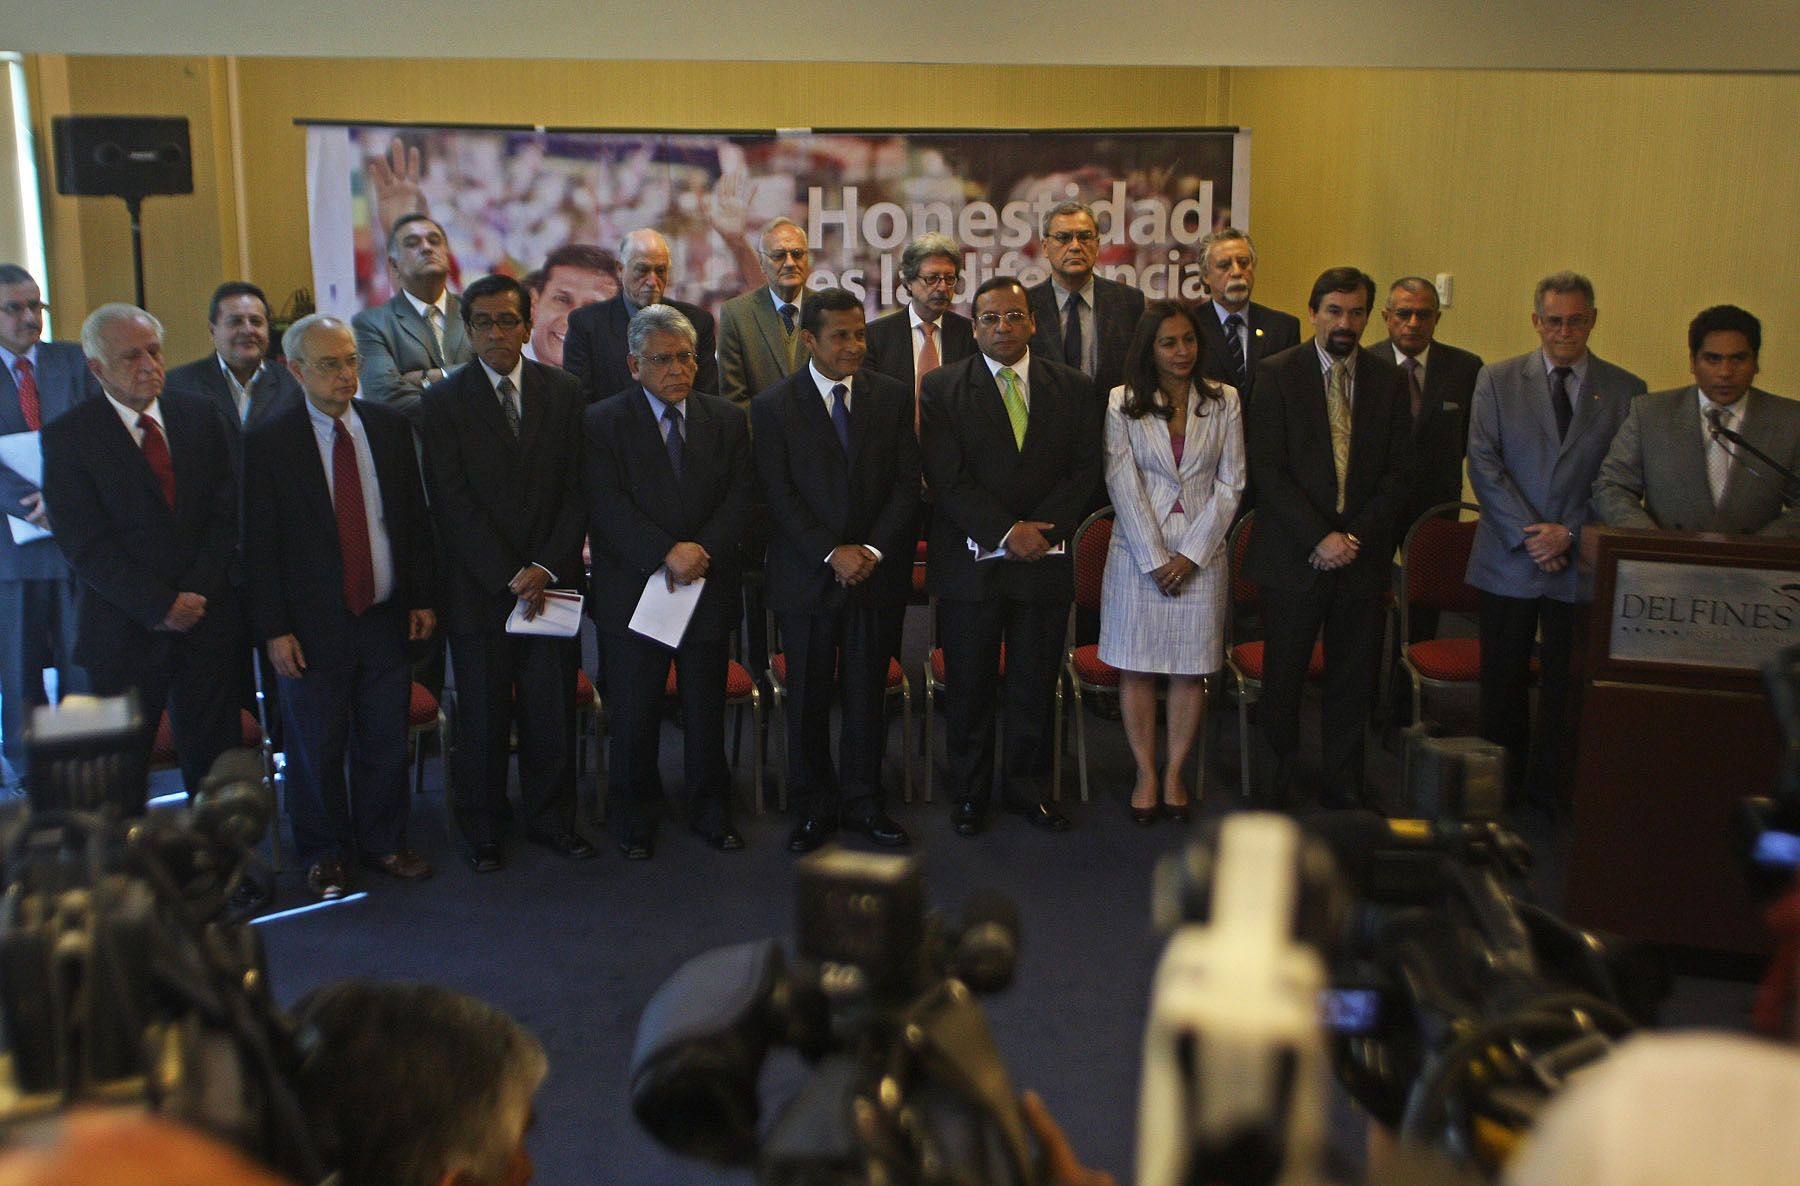 Honestidad
es la diferencia
DELFINES